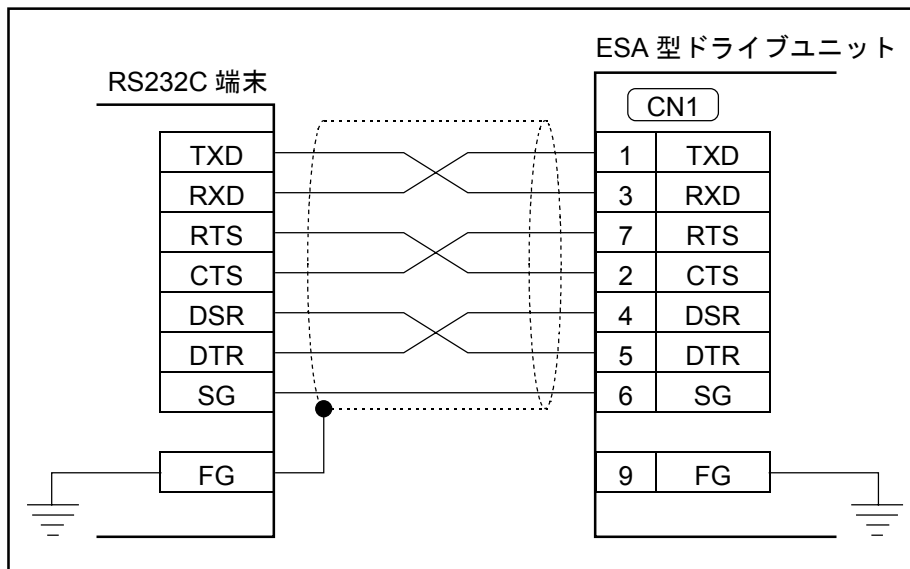 ESA 型ドライブユニット
RS232C 端末
CN1
TXD 1 TXD
RXD 3 RXD
RTS 7 RTS
CTS 2 CTS
DSR 4 DSR
DTR 5 DTR
SG 6 SG
FG 9 FG